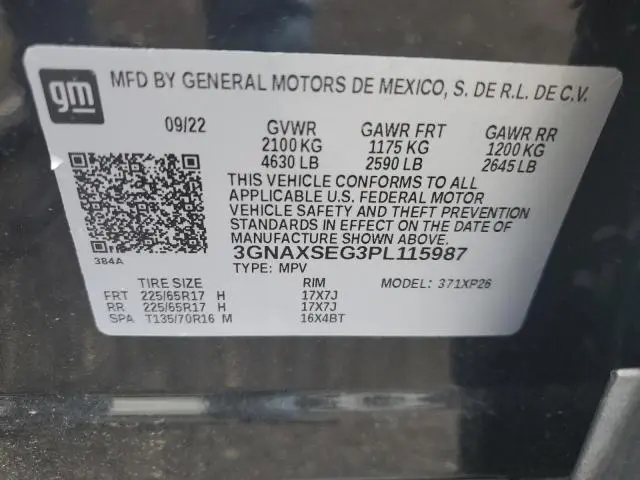 gm
MFD BY GENERAL MOTORS DE MEXICO, S. DE R.L. DE C.V.
09/22 GVWR GAWR FRT GAWR RR
2100 KG 1175 KG 1200 KG
4630 LB 2590 LB 2645 LB
THIS VEHICLE CONFORMS TO ALL
APPLICABLE U.S. FEDERAL MOTOR
VEHICLE SAFETY AND THEFT PREVENTION
STANDARDS IN EFFECT ON THE DATE OF
MANUFACTURE SHOWN ABOVE.
384A 3GNAXSEG3PL115987
TYPE: MPV MODEL: 371XP26
TIRE SIZE RIM
FRT 225/65R17 H 17X7J
RR 225/65R17 H 17X7J
SPA T135/70R16 M 16X4BT